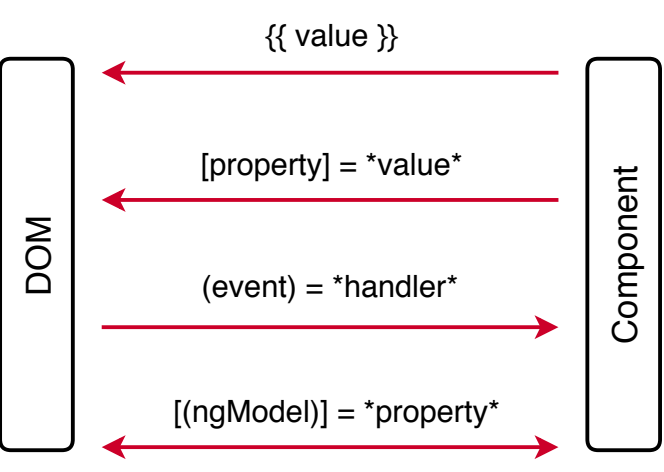 {{ value }}
[property] = *value*
(event) = *handler*
[(ngModel)] = *property*
DOM
Component